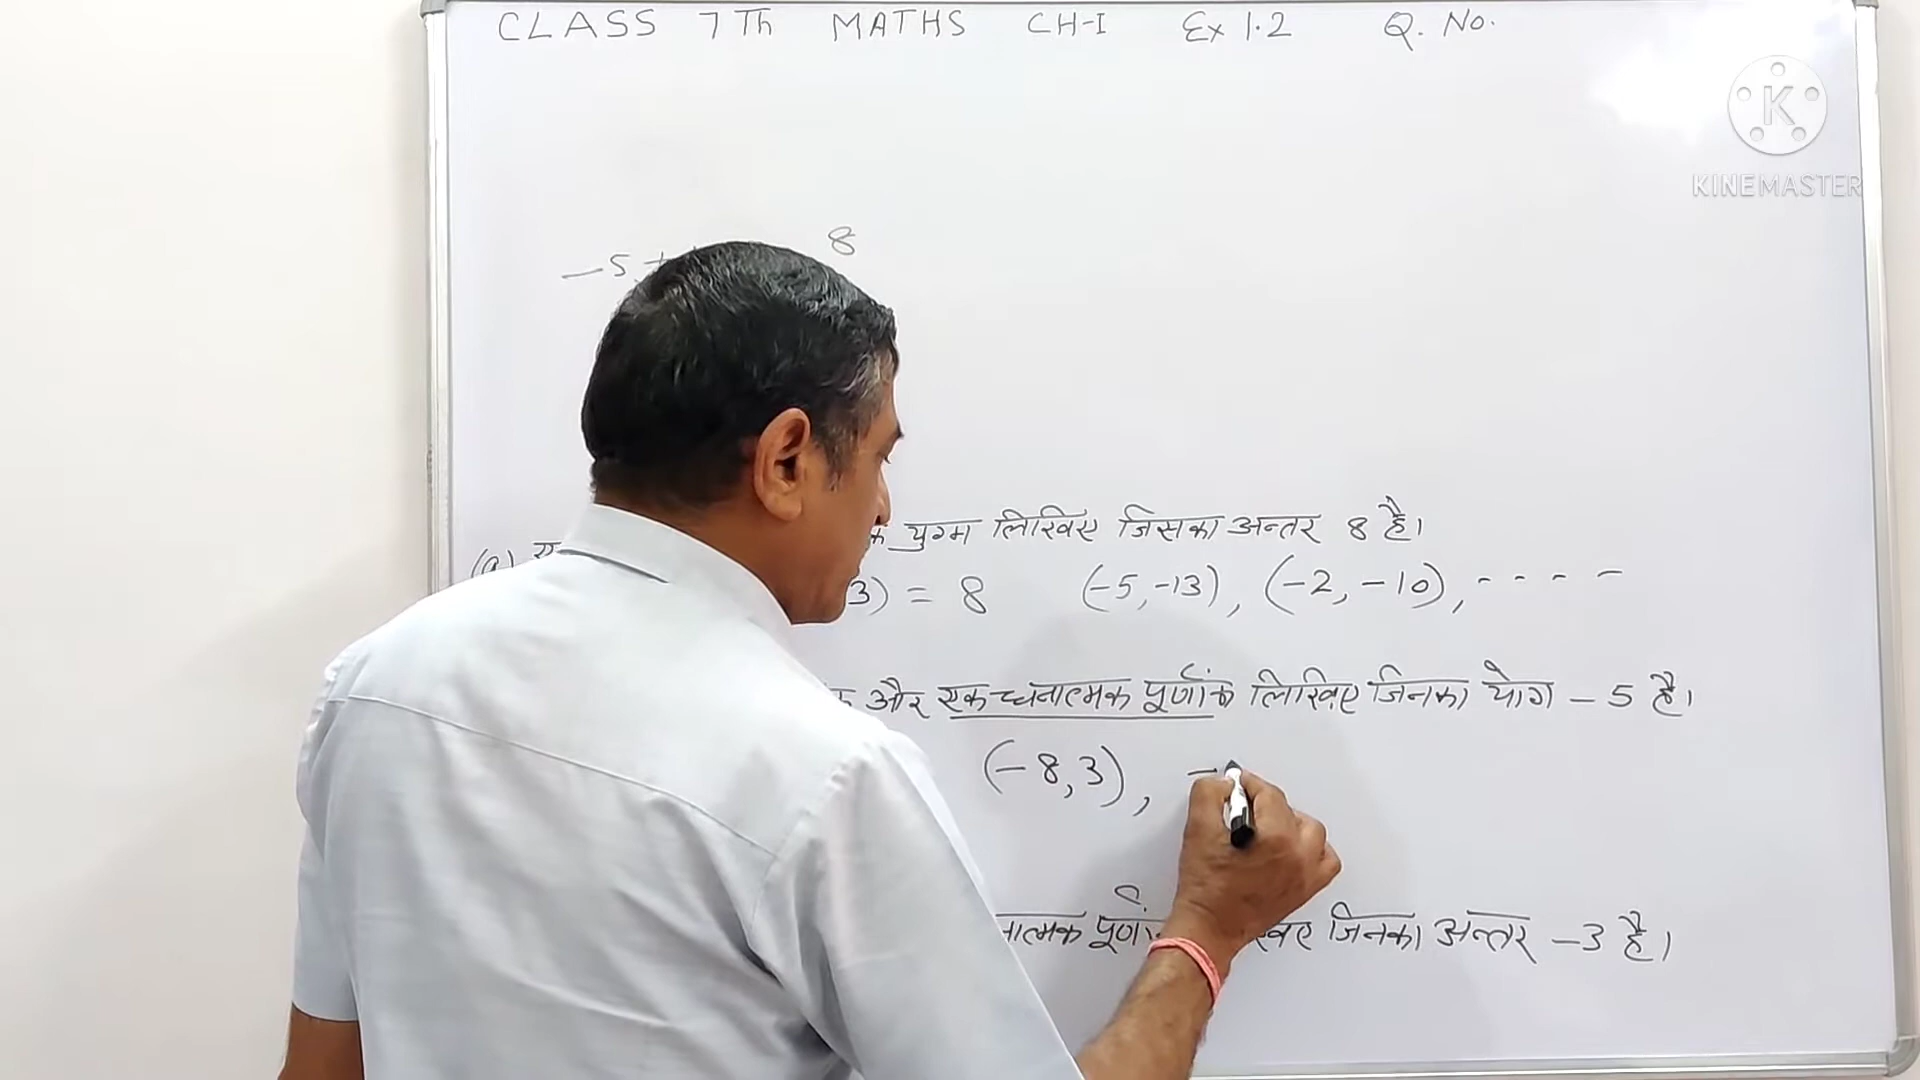 CLASS 7Th MATHS CH-I Ex 1.2 Q. No.
K
KINEMASTER
8
-5 +
(a) युग्म लिखिए जिसका अन्तर 8 है।
3) = 8 (-5,-13), (-2,-10), - - - -
और एक धनात्मक पूर्णांक लिखिए जिनका योग -5 है।
(-8,3), -
पूर्णां जिनका अन्तर -3 है।